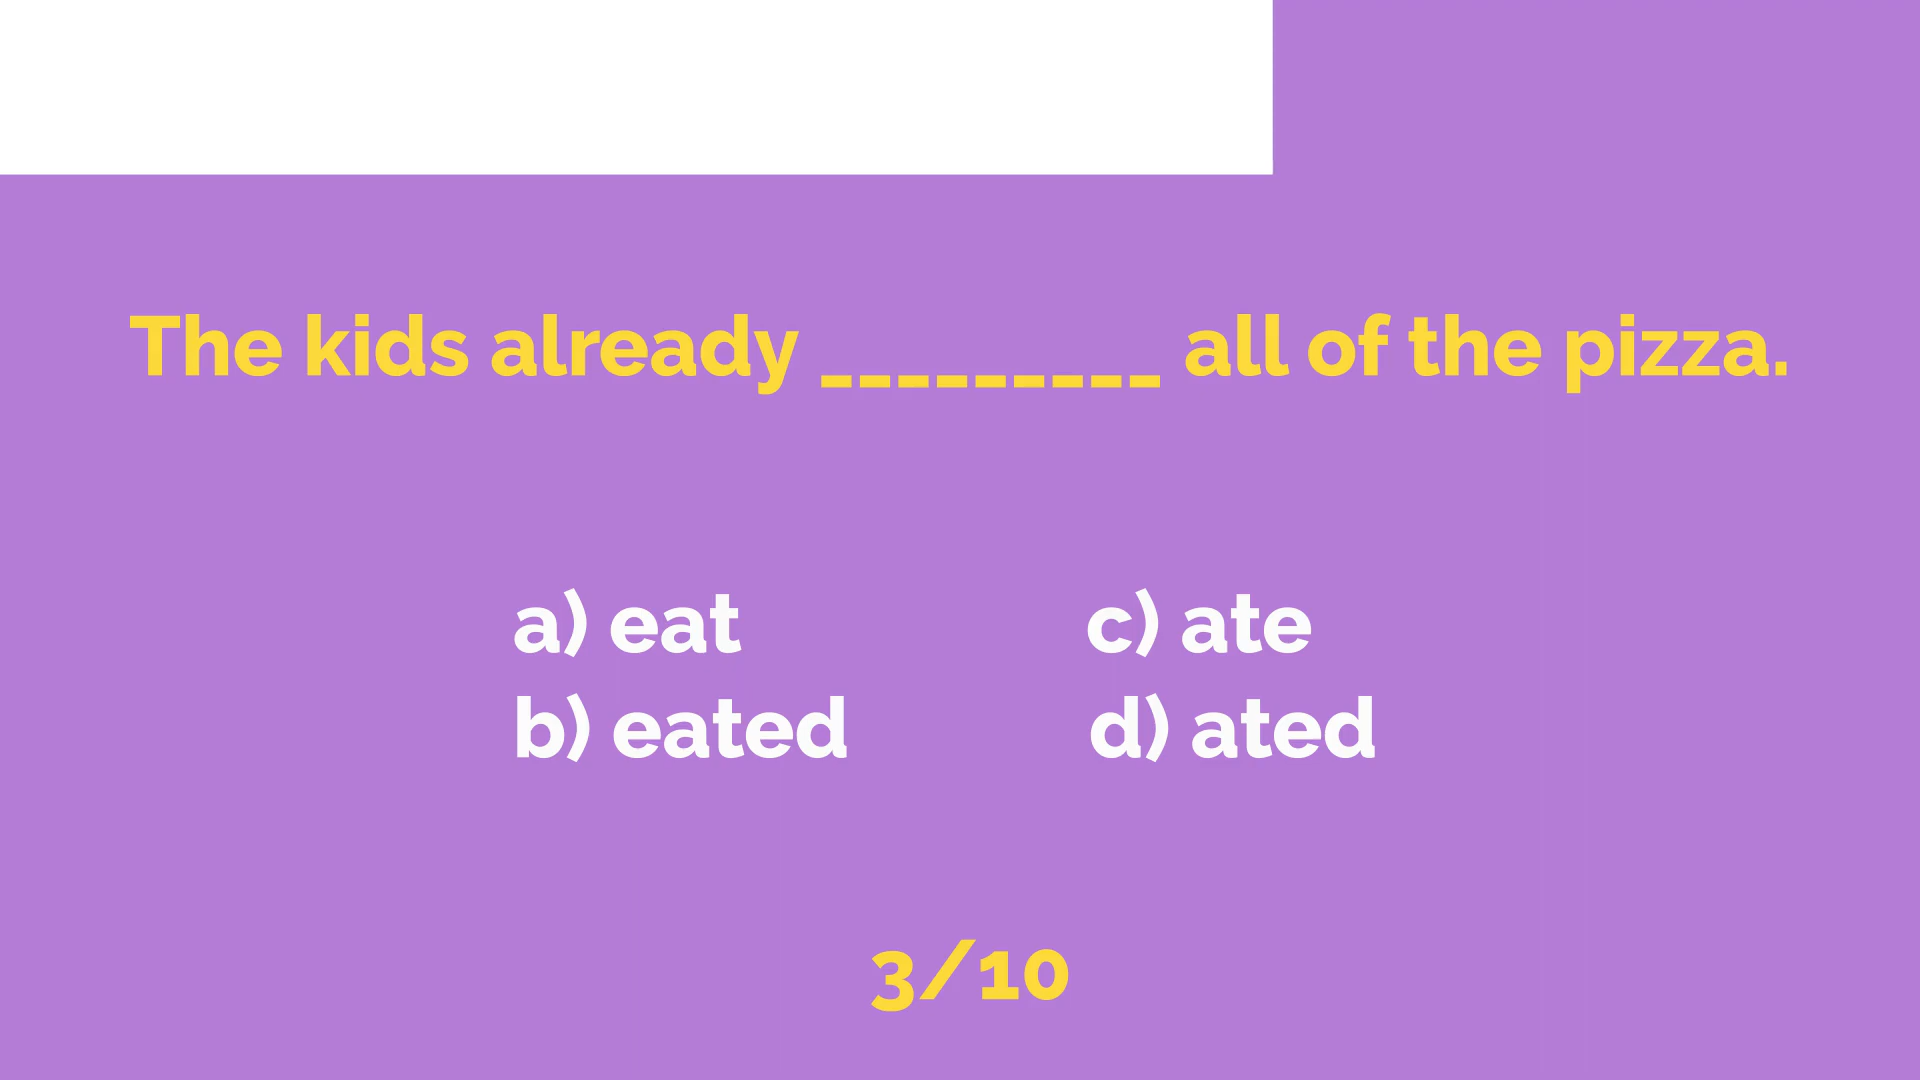 The kids already _________ all of the pizza.
a) eat
b) eated
c) ate
d) ated
3/10